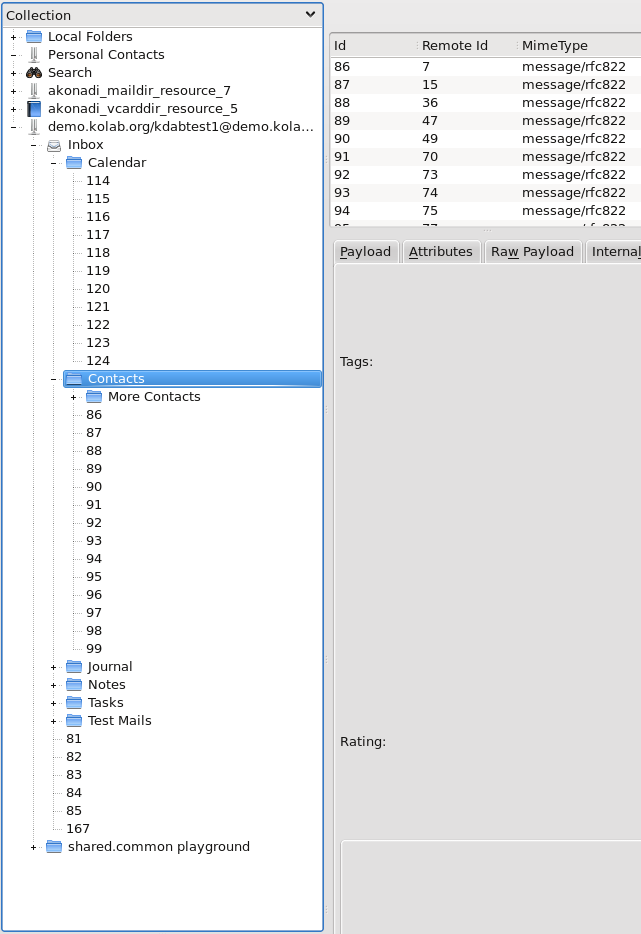 Collection
Local Folders
Personal Contacts
Search
akonadi_maildir_resource_7
akonadi_vcarddir_resource_5
demo.kolab.org/kdabtest1@demo.kola...
Inbox
Calendar
114
115
116
117
118
119
120
121
122
123
124
Contacts
More Contacts
86
87
88
89
90
91
92
93
94
95
96
97
98
99
Journal
Notes
Tasks
Test Mails
81
82
83
84
85
167
shared.common playground
Id Remote Id MimeType
86 7 message/rfc822
87 15 message/rfc822
88 36 message/rfc822
89 47 message/rfc822
90 49 message/rfc822
91 70 message/rfc822
92 73 message/rfc822
93 74 message/rfc822
94 75 message/rfc822
95 77 message/rfc822
Payload Attributes Raw Payload Internal
Tags:
Rating: